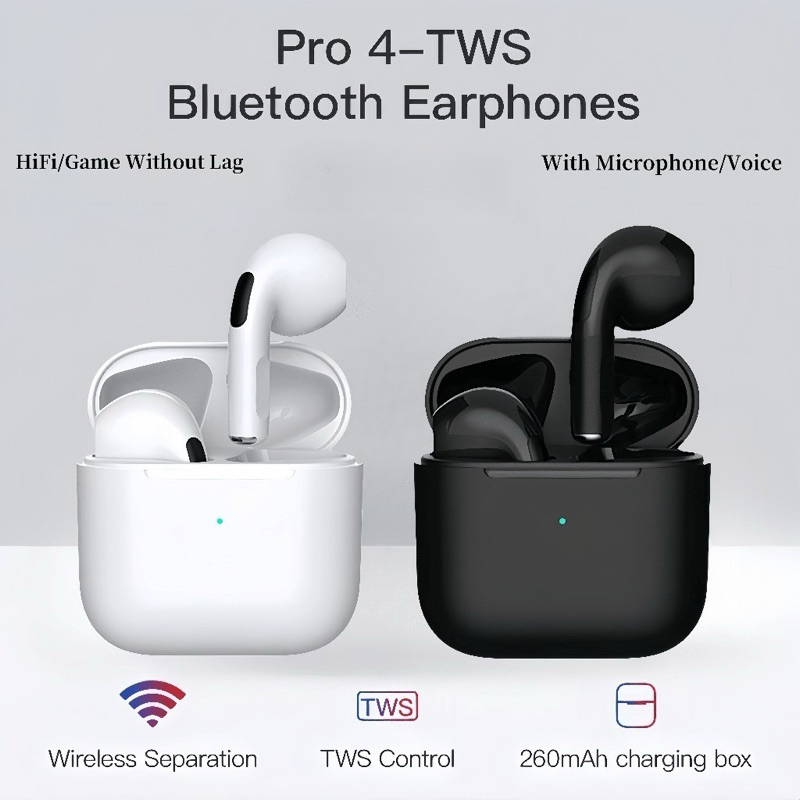 Pro 4-TWS
Bluetooth Earphones
HiFi/Game Without Lag
With Microphone/Voice
TWS
Wireless Separation
TWS Control
260mAh charging box